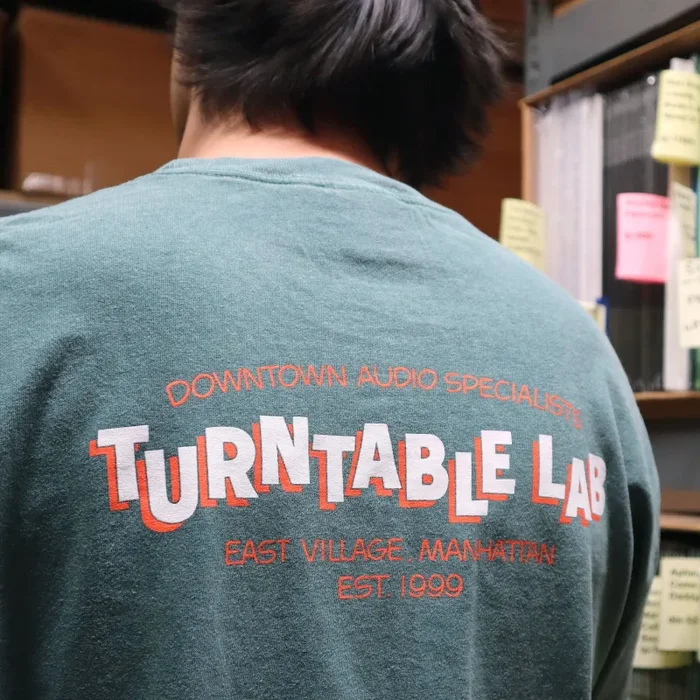 DOWNTOWN AUDIO SPECIALISTS
TURNTABLE LAB
EAST VILLAGE, MANHATTAN
EST. 1999